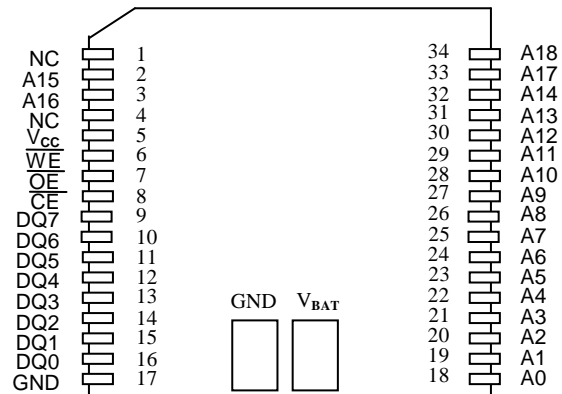 NC 1 34 A18
A15 2 33 A17
A16 3 32 A14
NC 4 31 A13
Vcc 5 30 A12
W̅E̅ 6 29 A11
O̅E̅ 7 28 A10
C̅E̅ 8 27 A9
DQ7 9 26 A8
DQ6 10 25 A7
DQ5 11 24 A6
DQ4 12 23 A5
DQ3 13 22 A4
DQ2 14 21 A3
DQ1 15 20 A2
DQ0 16 19 A1
GND 17 18 A0
GND VBAT